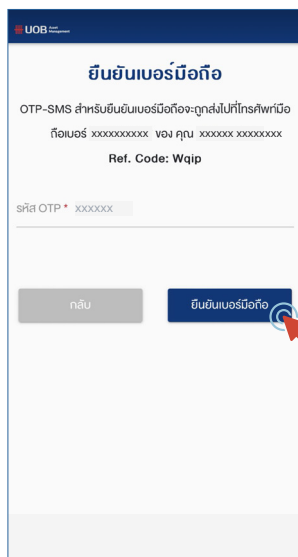 UOB Asset Management
ยืนยันเบอร์มือถือ
OTP-SMS สำหรับยืนยันเบอร์มือถือจะถูกส่งไปที่โทรศัพท์มือ
ถือเบอร์ xxxxxxxxxx ของ คุณ xxxxxx xxxxxxxx
Ref. Code: Wqip
รหัส OTP * xxxxxx
กลับ ยืนยันเบอร์มือถือ